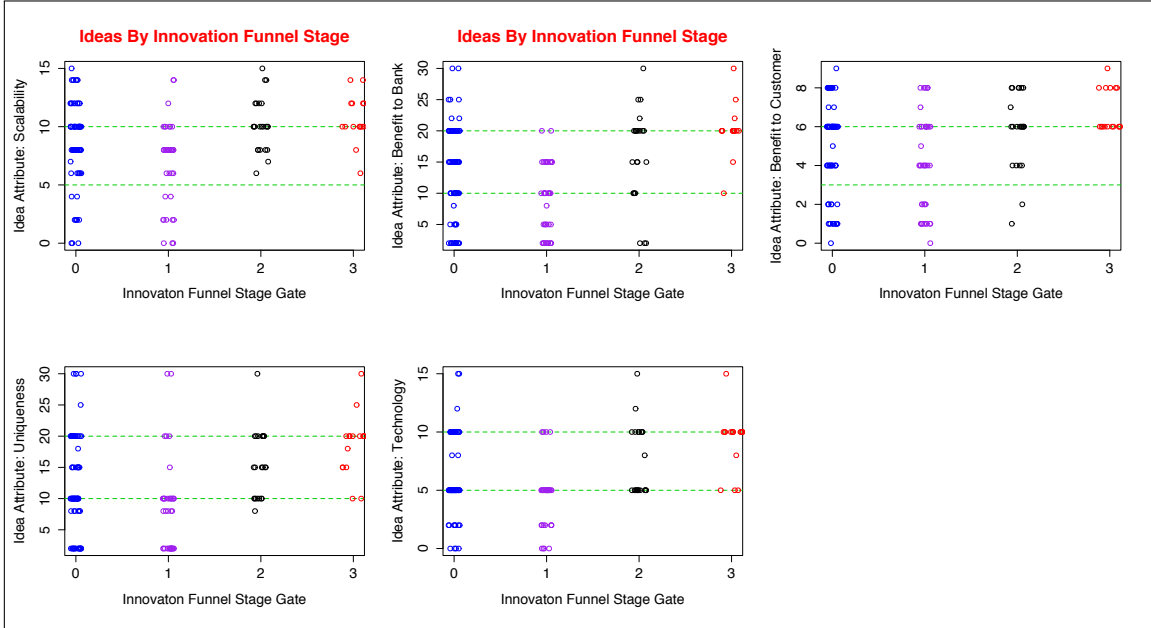 Ideas By Innovation Funnel Stage
Idea Attribute: Scalability
15
10
5
0
0 1 2 3
Innovaton Funnel Stage Gate
Ideas By Innovation Funnel Stage
Idea Attribute: Benefit to Bank
30
25
20
15
10
5
0 1 2 3
Innovaton Funnel Stage Gate
Idea Attribute: Benefit to Customer
8
6
4
2
0
0 1 2 3
Innovaton Funnel Stage Gate
Idea Attribute: Uniqueness
30
25
20
15
10
5
0 1 2 3
Innovaton Funnel Stage Gate
Idea Attribute: Technology
15
10
5
0
0 1 2 3
Innovaton Funnel Stage Gate